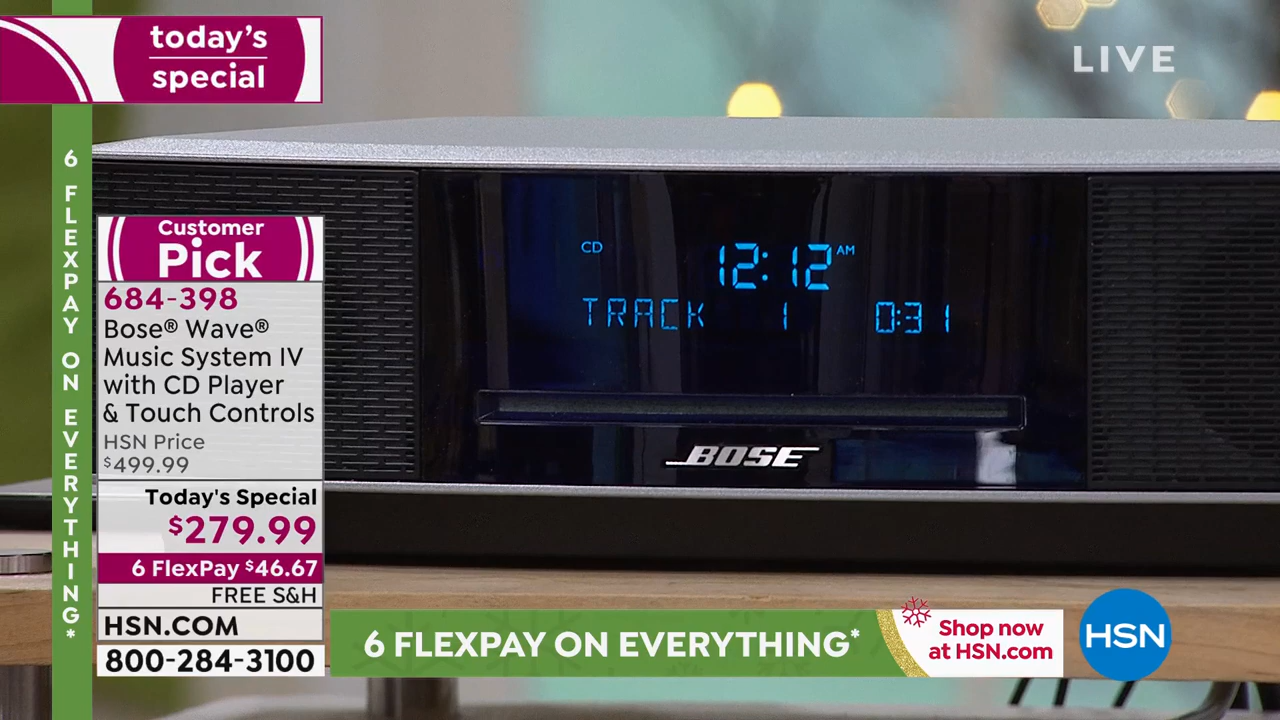 today's
special
LIVE
6 FLEXPAY ON EVERYTHING*
Customer
Pick
684-398
Bose® Wave®
Music System IV
with CD Player
& Touch Controls
HSN Price
$499.99
Today's Special
$279.99
6 FlexPay $46.67
FREE S&H
HSN.COM
800-284-3100
CD
12:12 AM
TRACK 1 0:31
BOSE
6 FLEXPAY ON EVERYTHING*
Shop now
at HSN.com
HSN